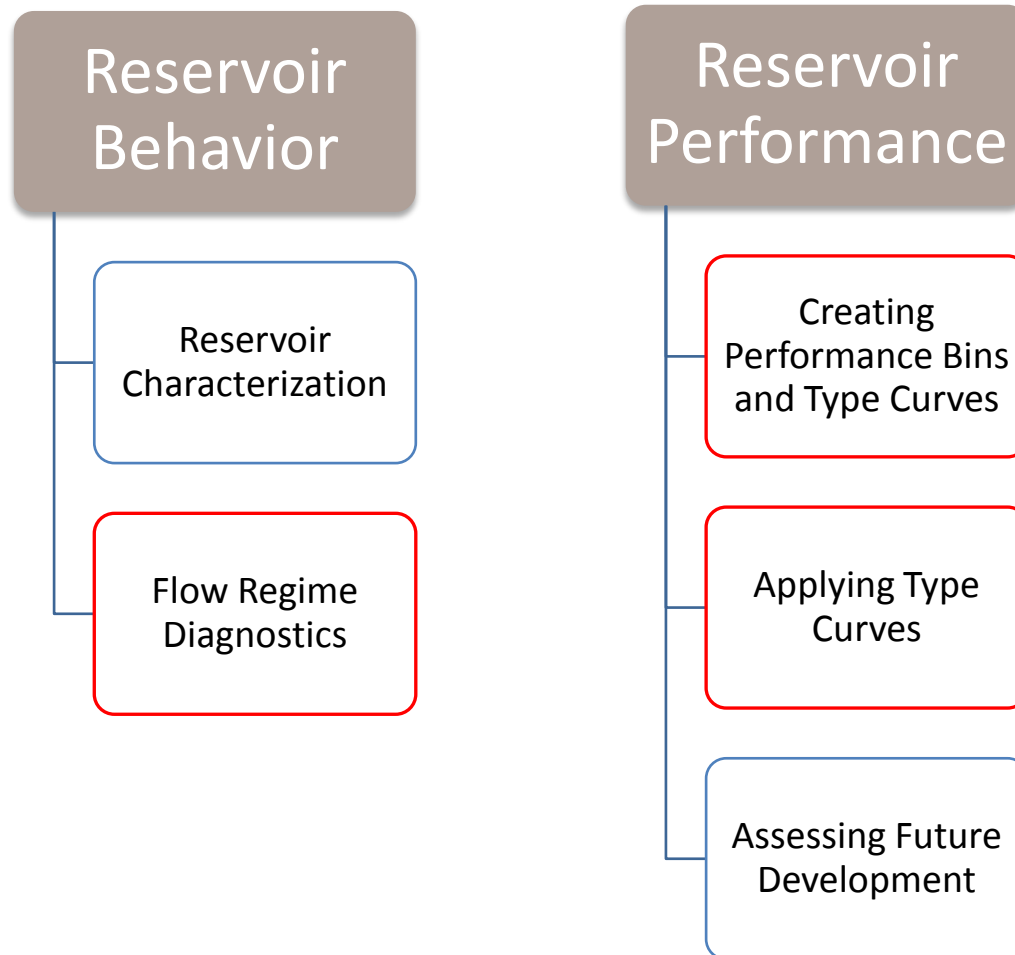 Reservoir
Behavior
Reservoir
Characterization
Flow Regime
Diagnostics
Reservoir
Performance
Creating
Performance Bins
and Type Curves
Applying Type
Curves
Assessing Future
Development